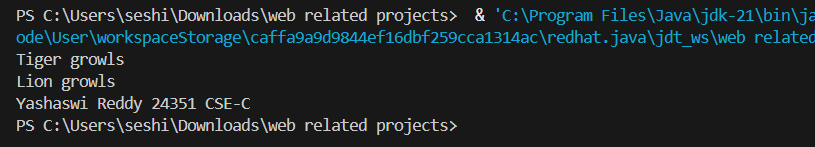 PS C:\Users\seshi\Downloads\web related projects>  & 'C:\Program Files\Java\jdk-21\bin\ja
ode\User\workspaceStorage\caffa9a9d9844ef16dbf259cca1314ac\redhat.java\jdt_ws\web related
Tiger growls
Lion growls
Yashaswi Reddy 24351 CSE-C
PS C:\Users\seshi\Downloads\web related projects>